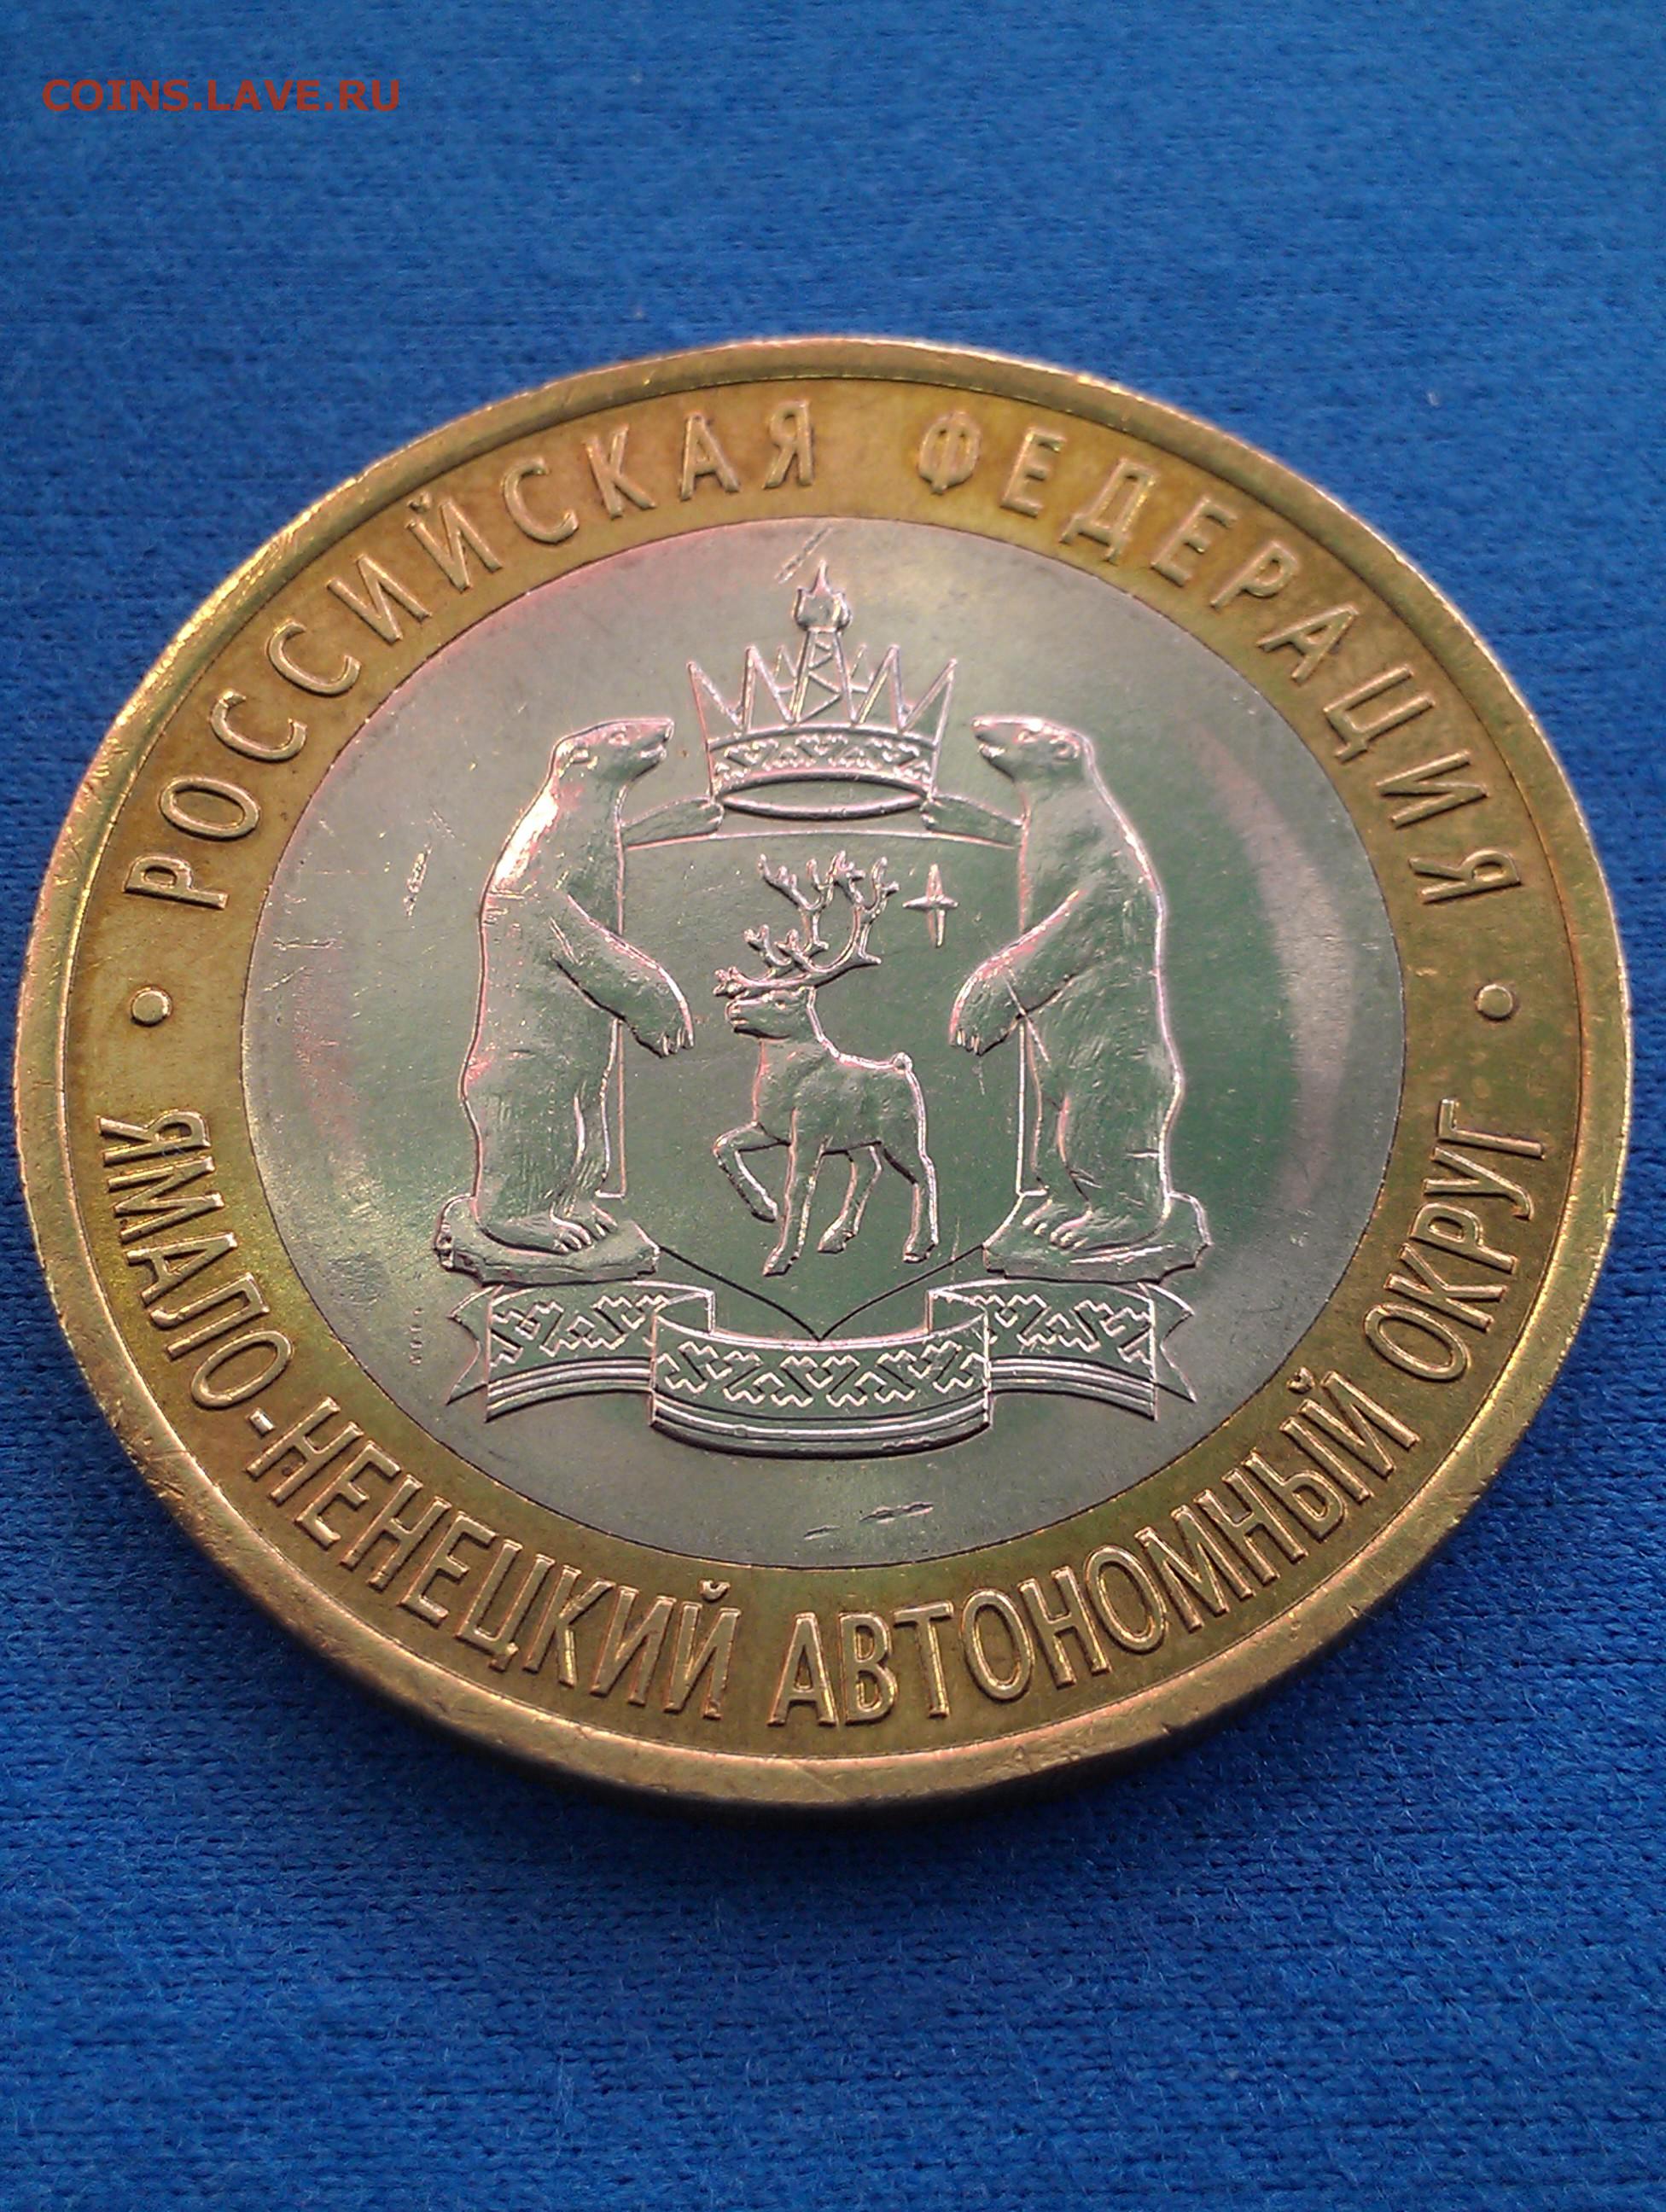 COINS.LAVE.RU
РОССИЙСКАЯ ФЕДЕРАЦИЯ
ЯМАЛО-НЕНЕЦКИЙ АВТОНОМНЫЙ ОКРУГ